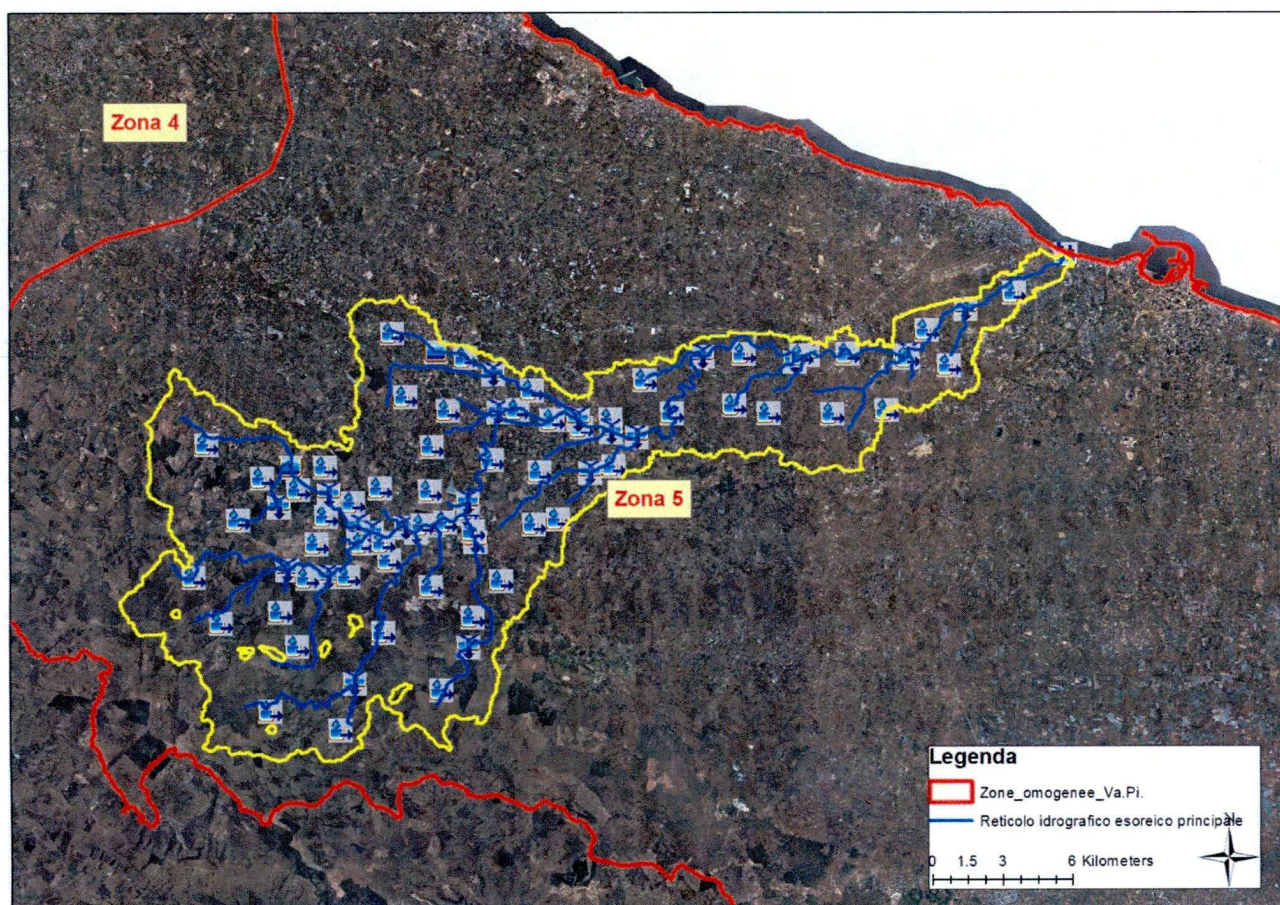 Zona 4
Zona 5
Legenda
Zone_omogenee_Va.Pi.
Reticolo idrografico esoreico principale
N
0 1.5 3 6 Kilometers